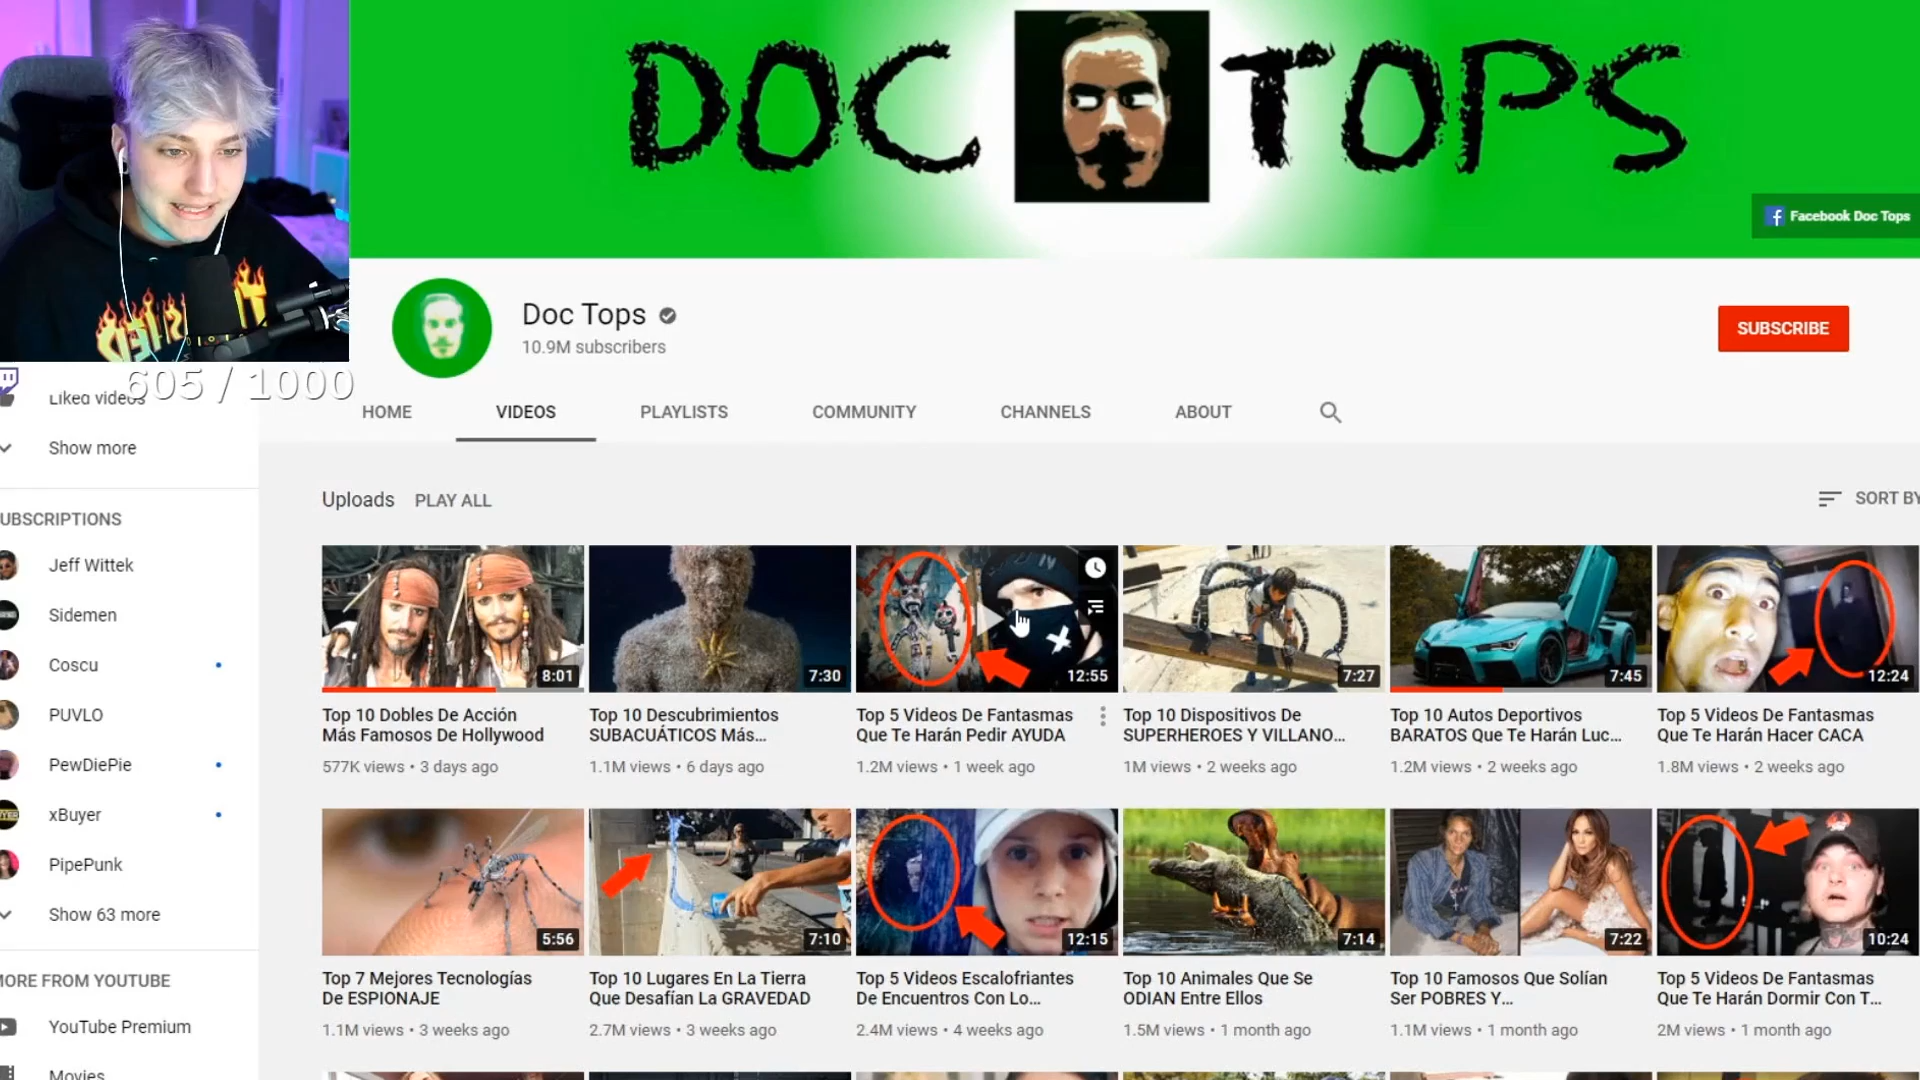 DOC TOPS
Facebook Doc Tops
Doc Tops
10.9M subscribers
SUBSCRIBE
605 / 1000
HOME
VIDEOS
PLAYLISTS
COMMUNITY
CHANNELS
ABOUT
Liked videos
Show more
UBSCRIPTIONS
Jeff Wittek
Sidemen
Coscu
PUVLO
PewDiePie
xBuyer
PipePunk
Show 63 more
MORE FROM YOUTUBE
YouTube Premium
Movies
Uploads PLAY ALL
SORT BY
8:01
Top 10 Dobles De Acción
Más Famosos De Hollywood
577K views • 3 days ago
7:30
Top 10 Descubrimientos
SUBACUÁTICOS Más...
1.1M views • 6 days ago
12:55
Top 5 Videos De Fantasmas
Que Te Harán Pedir AYUDA
1.2M views • 1 week ago
7:27
Top 10 Dispositivos De
SUPERHEROES Y VILLANO...
1M views • 2 weeks ago
7:45
Top 10 Autos Deportivos
BARATOS Que Te Harán Luc...
1.2M views • 2 weeks ago
12:24
Top 5 Videos De Fantasmas
Que Te Harán Hacer CACA
1.8M views • 2 weeks ago
5:56
Top 7 Mejores Tecnologías
De ESPIONAJE
1.1M views • 3 weeks ago
7:10
Top 10 Lugares En La Tierra
Que Desafían La GRAVEDAD
2.7M views • 3 weeks ago
12:15
Top 5 Videos Escalofriantes
De Encuentros Con Lo...
2.4M views • 4 weeks ago
7:14
Top 10 Animales Que Se
ODIAN Entre Ellos
1.5M views • 1 month ago
7:22
Top 10 Famosos Que Solían
Ser POBRES Y...
1.1M views • 1 month ago
10:24
Top 5 Videos De Fantasmas
Que Te Harán Dormir Con T...
2M views • 1 month ago